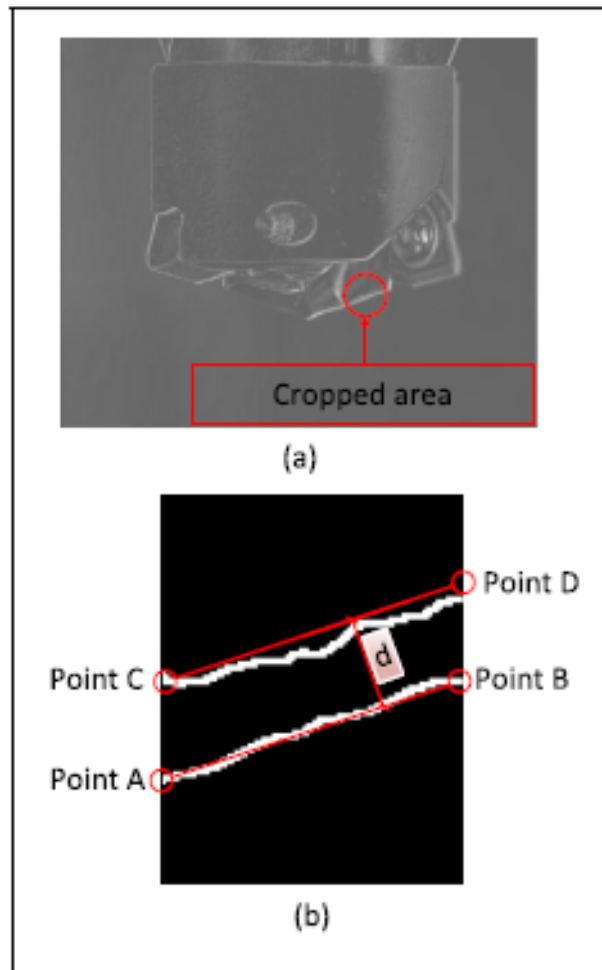 Cropped area
(a)
Point D
d
Point C
Point B
Point A
(b)